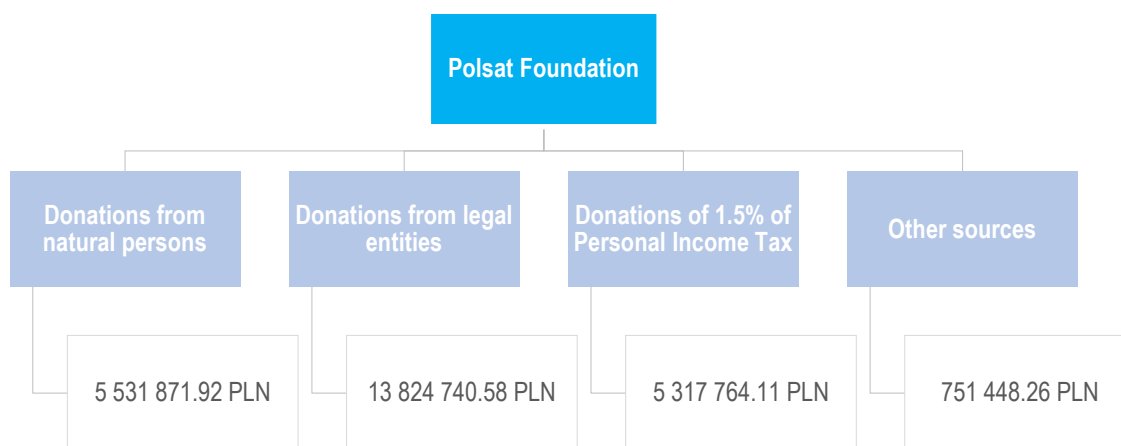 Polsat Foundation
Donations from
natural persons
Donations from legal
entities
Donations of 1.5% of
Personal Income Tax
Other sources
5 531 871.92 PLN
13 824 740.58 PLN
5 317 764.11 PLN
751 448.26 PLN